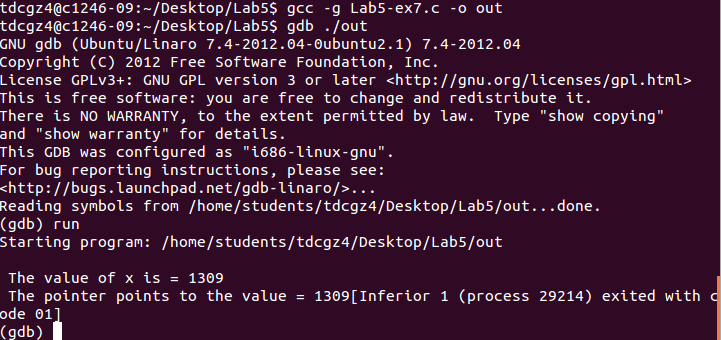 tdcgz4@c1246-09:~/Desktop/Lab5$ gcc -g Lab5-ex7.c -o out
tdcgz4@c1246-09:~/Desktop/Lab5$ gdb ./out
GNU gdb (Ubuntu/Linaro 7.4-2012.04-0ubuntu2.1) 7.4-2012.04
Copyright (C) 2012 Free Software Foundation, Inc.
License GPLv3+: GNU GPL version 3 or later <http://gnu.org/licenses/gpl.html>
This is free software: you are free to change and redistribute it.
There is NO WARRANTY, to the extent permitted by law.  Type "show copying"
and "show warranty" for details.
This GDB was configured as "i686-linux-gnu".
For bug reporting instructions, please see:
<http://bugs.launchpad.net/gdb-linaro/>...
Reading symbols from /home/students/tdcgz4/Desktop/Lab5/out...done.
(gdb) run
Starting program: /home/students/tdcgz4/Desktop/Lab5/out
The value of x is = 1309
The pointer points to the value = 1309[Inferior 1 (process 29214) exited with c
ode 01]
(gdb)